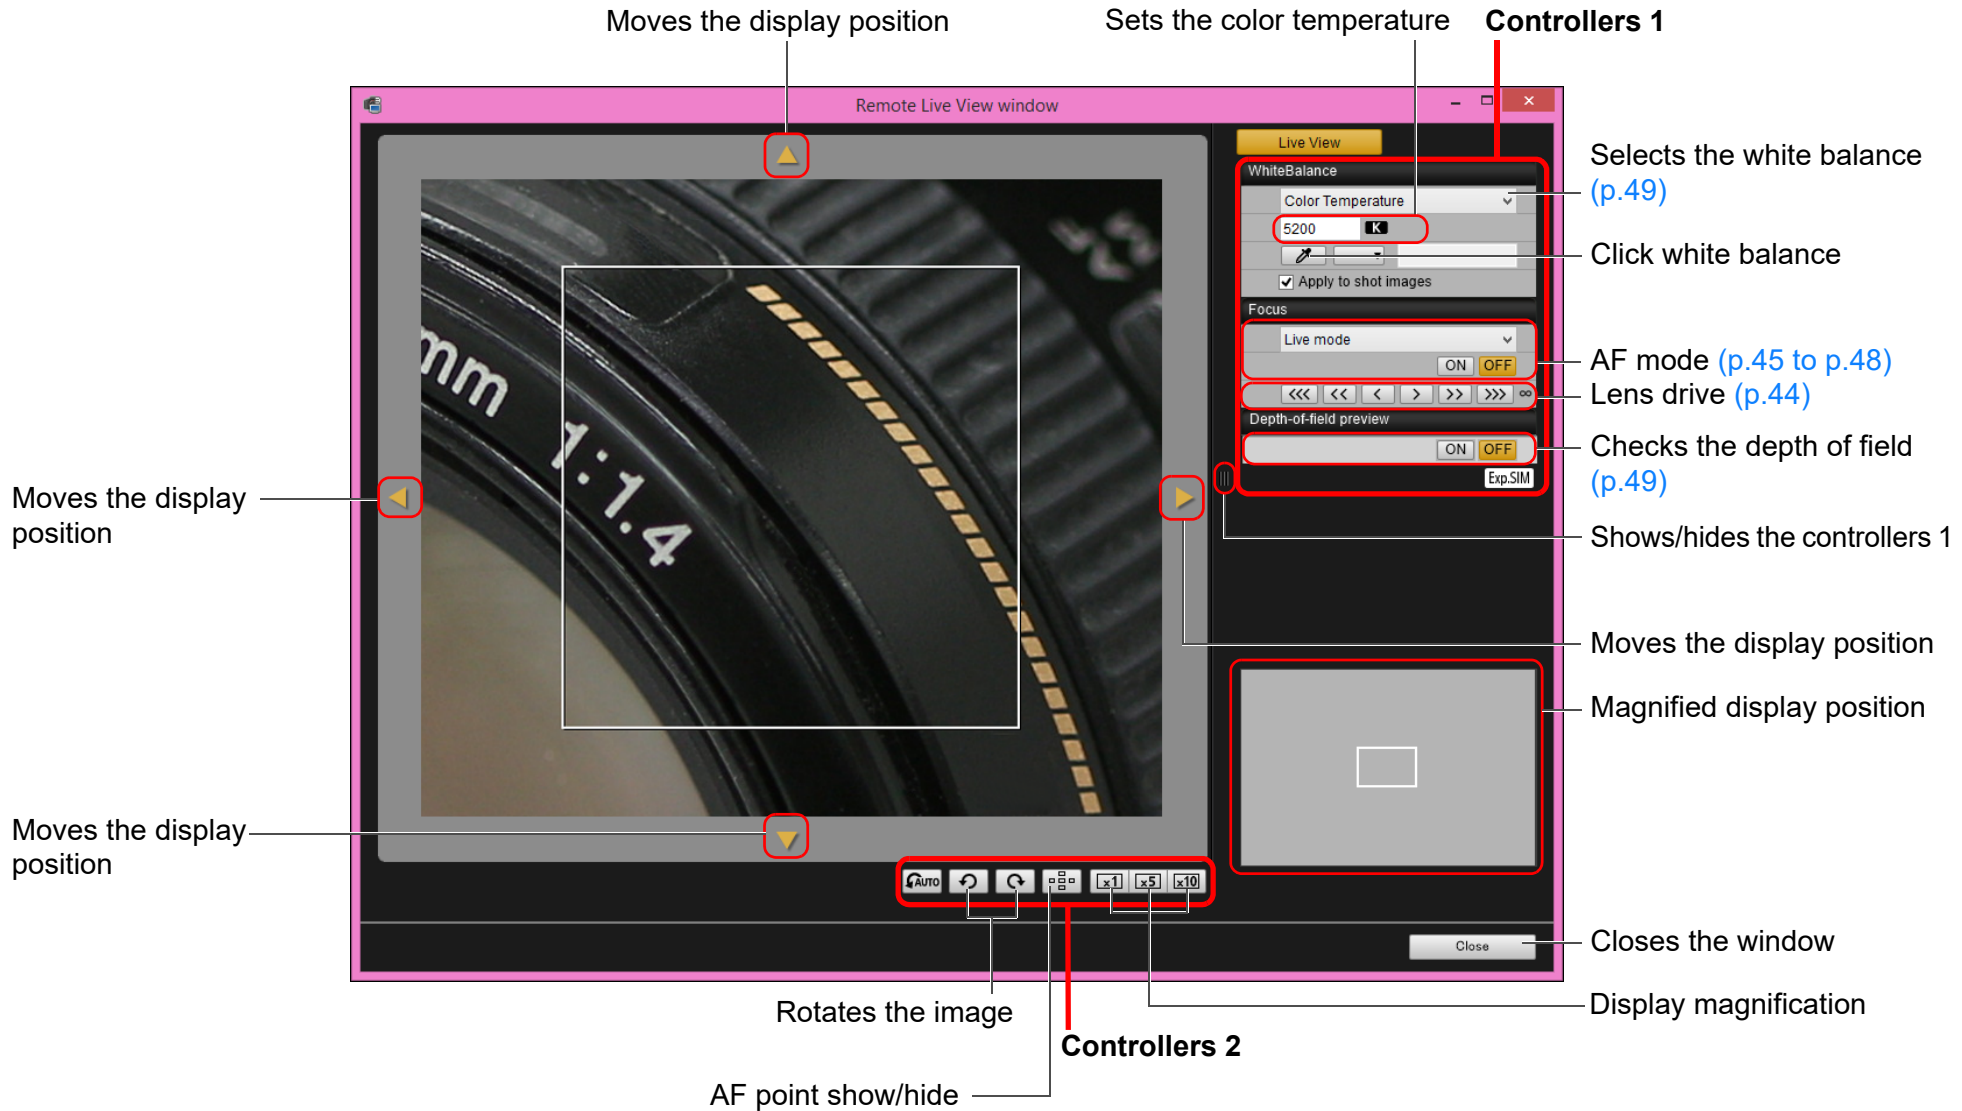 Moves the display position
Sets the color temperature
Controllers 1
Remote Live View window
Live View
WhiteBalance
Color Temperature
5200 K
Apply to shot images
Focus
Live mode
ON OFF
<<< << < > >> >>> ∞
Depth-of-field preview
ON OFF
Exp.SIM
Selects the white balance
(p.49)
Click white balance
AF mode (p.45 to p.48)
Lens drive (p.44)
Checks the depth of field
(p.49)
Shows/hides the controllers 1
Moves the display position
Magnified display position
Moves the display
position
Moves the display
position
mm 1:1.4
AUTO x1 x5 x10
Close
Closes the window
Display magnification
Rotates the image
Controllers 2
AF point show/hide